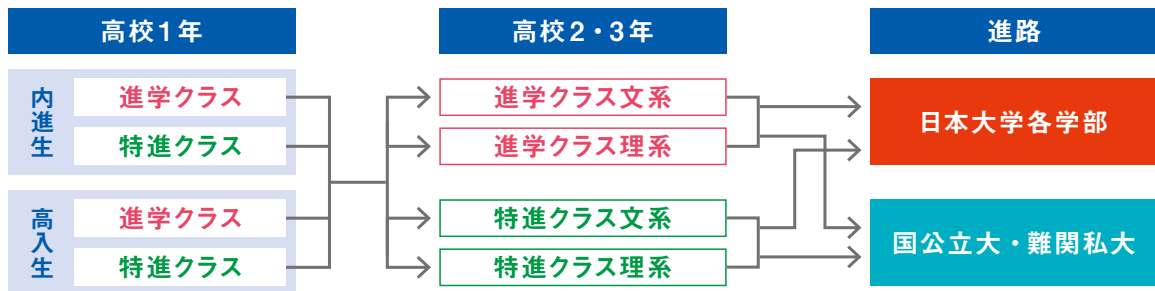 高校1年
高校2・3年
進路
内進生
進学クラス
特進クラス
高入生
進学クラス
特進クラス
進学クラス文系
進学クラス理系
特進クラス文系
特進クラス理系
日本大学各学部
国公立大・難関私大